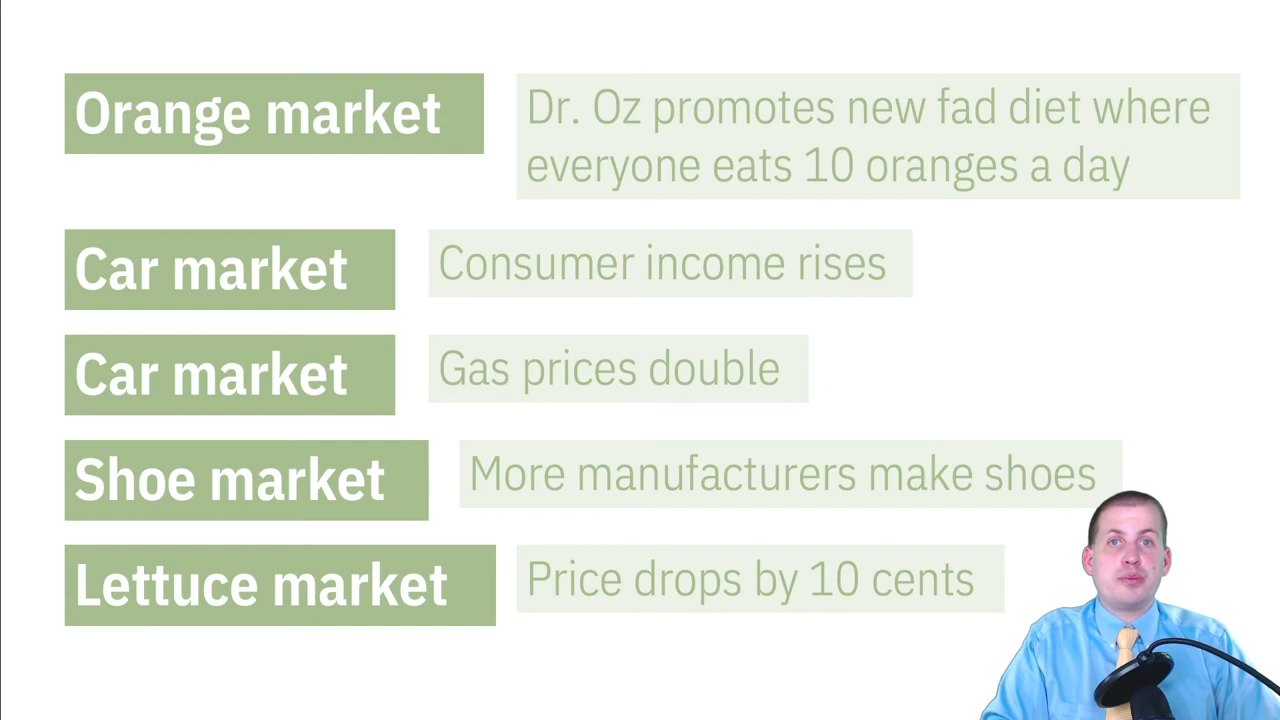 Orange market
Dr. Oz promotes new fad diet where
everyone eats 10 oranges a day
Car market
Consumer income rises
Car market
Gas prices double
Shoe market
More manufacturers make shoes
Lettuce market
Price drops by 10 cents